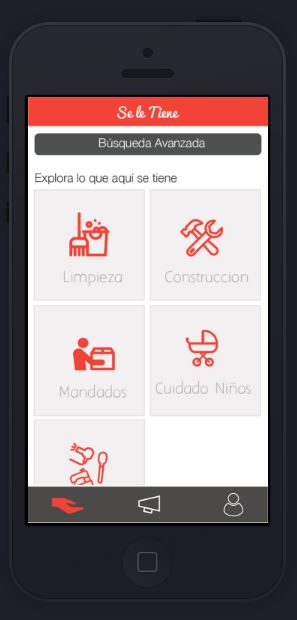 Se le Tiene
Búsqueda Avanzada
Explora lo que aquí se tiene
Limpieza
Construccion
Mandados
Cuidado Niños